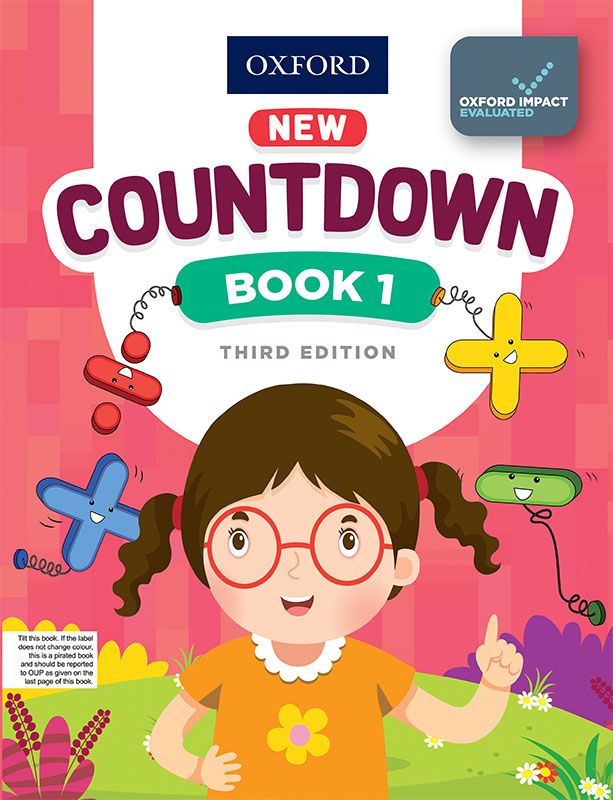 OXFORD
OXFORD IMPACT
EVALUATED
NEW
COUNTDOWN
BOOK 1
THIRD EDITION
Tilt this book. If the label
does not change colour,
this is a pirated book
and should be reported
to OUP as given on the
last page of this book.